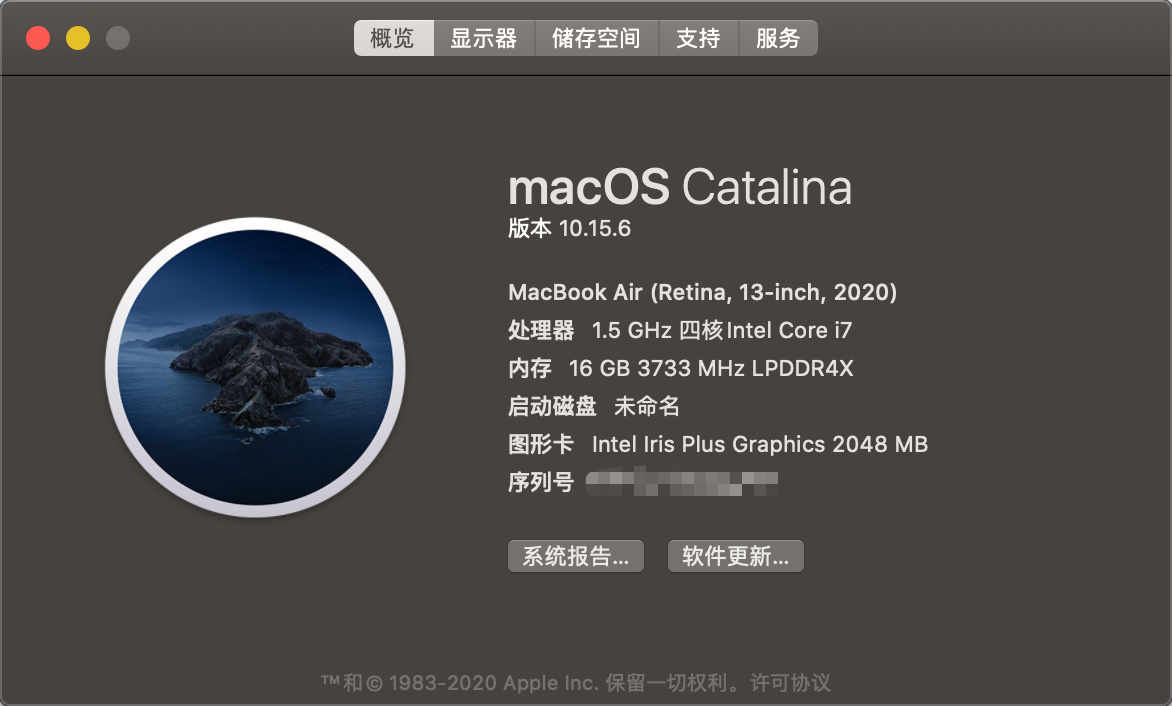 概览 显示器 储存空间 支持 服务
macOS Catalina
版本 10.15.6
MacBook Air (Retina, 13-inch, 2020)
处理器 1.5 GHz 四核Intel Core i7
内存 16 GB 3733 MHz LPDDR4X
启动磁盘 未命名
图形卡 Intel Iris Plus Graphics 2048 MB
序列号
系统报告... 软件更新...
™和© 1983-2020 Apple Inc. 保留一切权利。许可协议